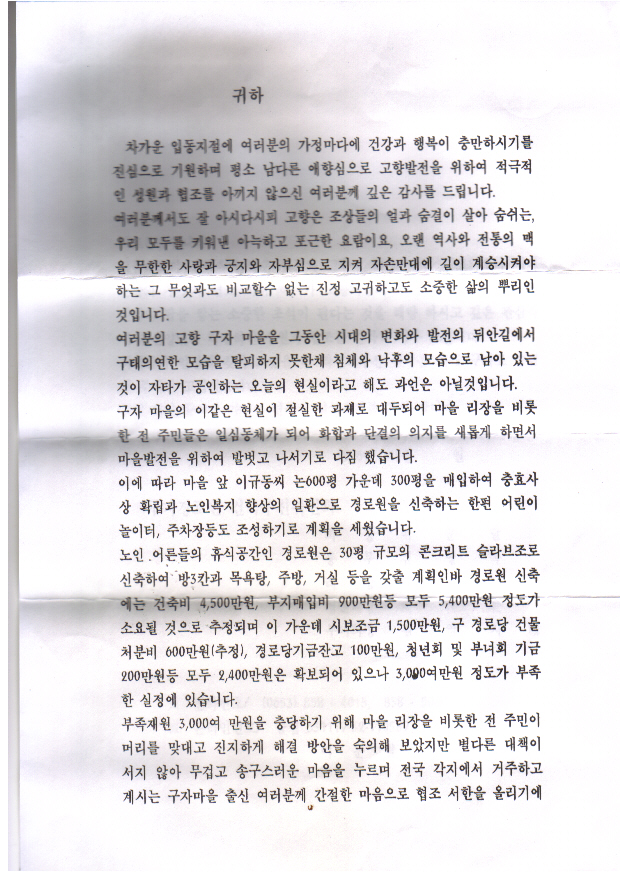 귀하
차가운 입동지절에 여러분의 가정마다에 건강과 행복이 충만하시기를
진심으로 기원하며 평소 남다른 애향심으로 고향발전을 위하여 적극적
인 성원과 협조를 아끼지 않으신 여러분께 깊은 감사를 드립니다.
여러분께서도 잘 아시다시피 고향은 조상들의 얼과 숨결이 살아 숨쉬는,
우리 모두를 키워낸 아늑하고 포근한 요람이요, 오랜 역사와 전통의 맥
을 무한한 사랑과 긍지와 자부심으로 지켜 자손만대에 길이 계승시켜야
하는 그 무엇과도 비교할수 없는 진정 고귀하고도 소중한 삶의 뿌리인
것입니다.
여러분의 고향 구자 마을을 그동안 시대의 변화와 발전의 뒤안길에서
구태의연한 모습을 탈피하지 못한채 침체와 낙후의 모습으로 남아 있는
것이 자타가 공인하는 오늘의 현실이라고 해도 과언은 아닐것입니다.
구자 마을의 이같은 현실이 절실한 과제로 대두되어 마을 리장을 비롯
한 전 주민들은 일심동체가 되어 화합과 단결의 의지를 새롭게 하면서
마을발전을 위하여 발벗고 나서기로 다짐 했습니다.
이에 따라 마을 앞 이규동씨 논600평 가운데 300평을 매입하여 충효사
상 확립과 노인복지 향상의 일환으로 경로원을 신축하는 한편 어린이
놀이터, 주차장등도 조성하기로 계획을 세웠습니다.
노인 어른들의 휴식공간인 경로원은 30평 규모의 콘크리트 슬라브조로
신축하여 방3칸과 목욕탕, 주방, 거실 등을 갖출 계획인바 경로원 신축
에는 건축비 4,500만원, 부지매입비 900만원등 모두 5,400만원 정도가
소요될 것으로 추정되며 이 가운데 시보조금 1,500만원, 구 경로당 건물
처분비 600만원(추정), 경로당기금잔고 100만원, 청년회 및 부녀회 기금
200만원등 모두 2,400만원은 확보되어 있으나 3,000여만원 정도가 부족
한 실정에 있습니다.
부족재원 3,000여 만원을 충당하기 위해 마을 리장을 비롯한 전 주민이
머리를 맞대고 진지하게 해결 방안을 숙의해 보았지만 별다른 대책이
서지 않아 무겁고 송구스러운 마음을 누르며 전국 각지에서 거주하고
계시는 구자마을 출신 여러분께 간절한 마음으로 협조 서한을 올리기에